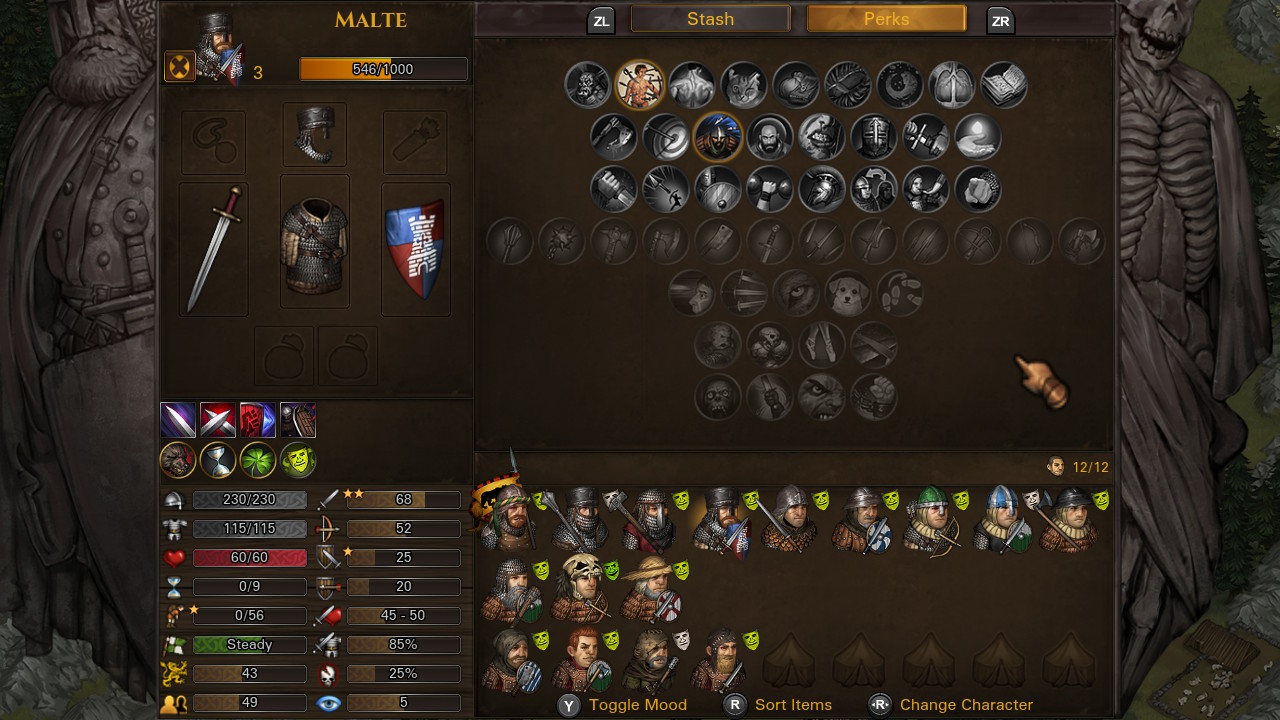 MALTE
ZL
Stash
Perks
ZR
3
546/1000
12/12
230/230
68
115/115
52
60/60
25
0/9
20
0/56
45 - 50
Steady
85%
43
25%
49
5
Y Toggle Mood
R Sort Items
R Change Character